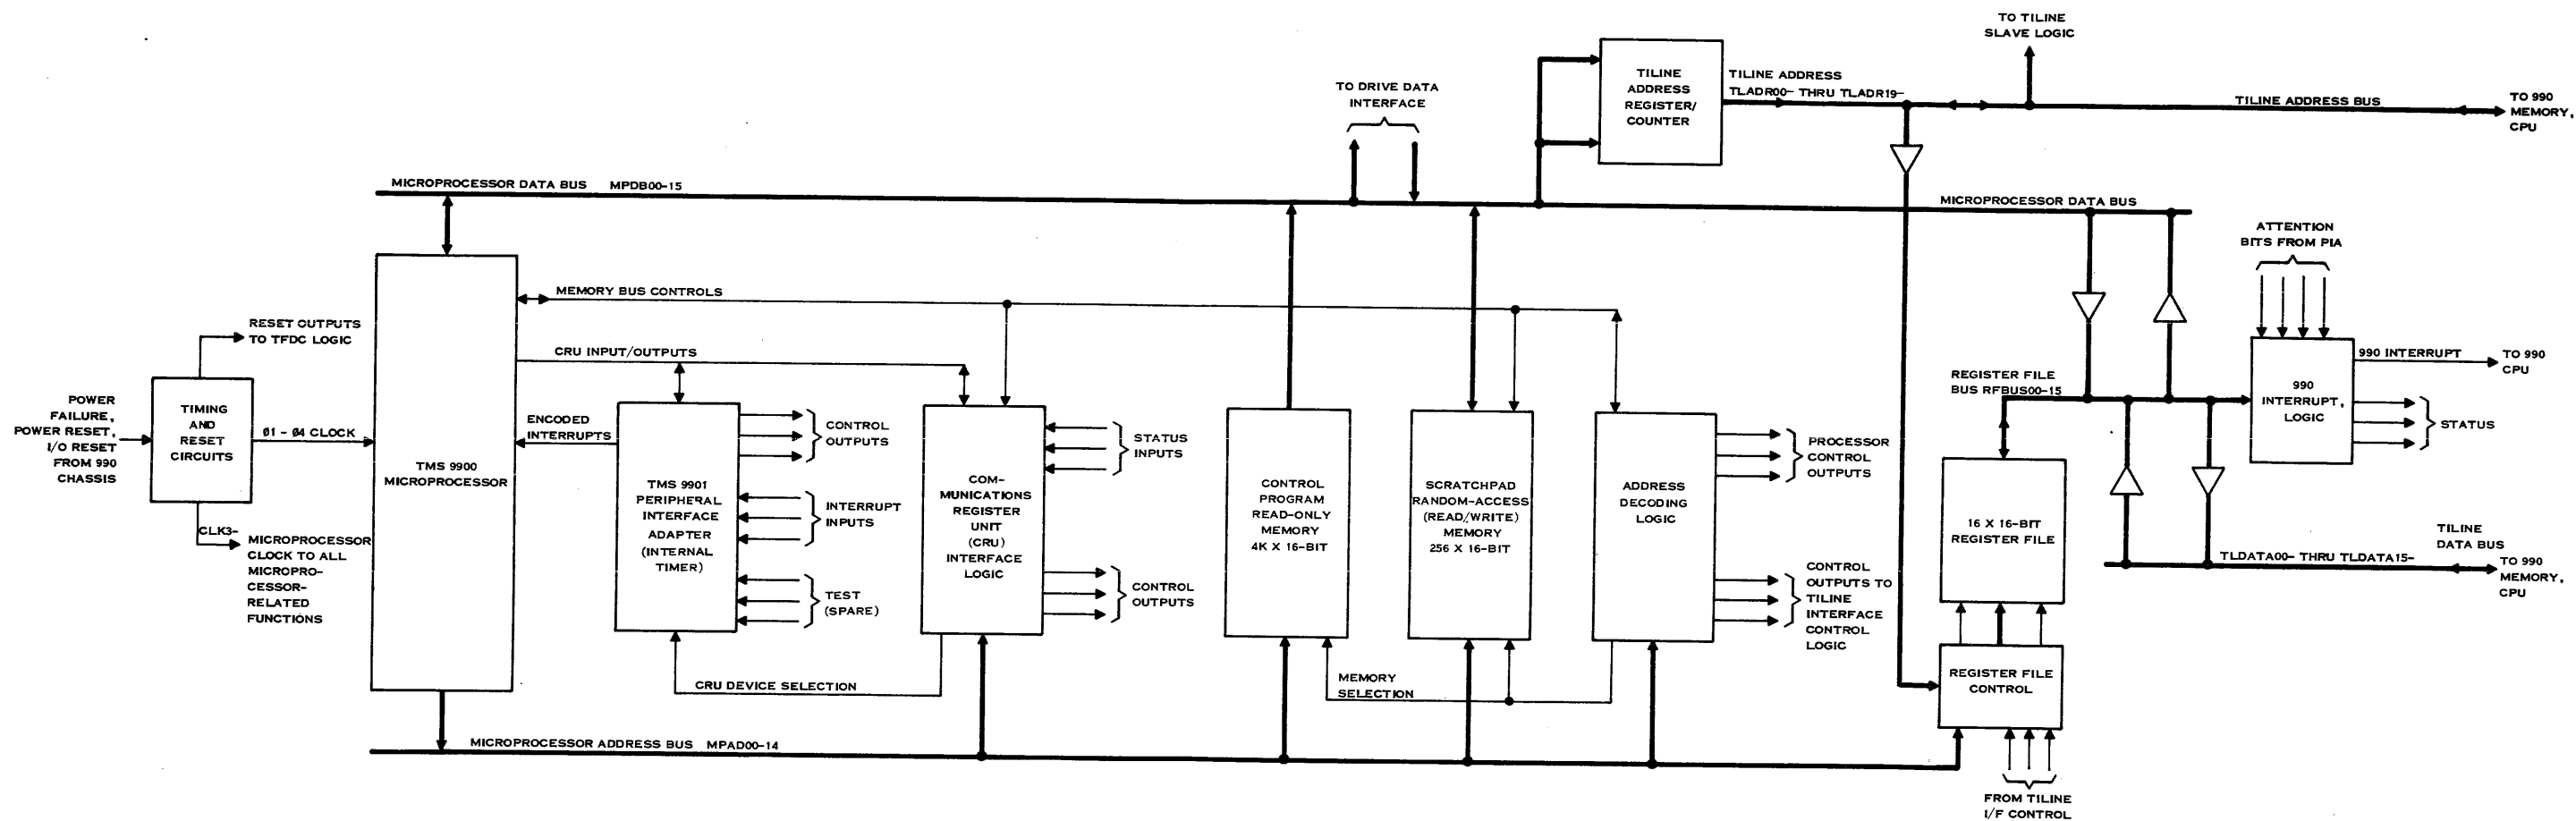 TO TILINE
SLAVE LOGIC
TILINE
ADDRESS
REGISTER/
COUNTER
TILINE ADDRESS
TLADR00- THRU TLADR19-
TILINE ADDRESS BUS
TO 990
MEMORY,
CPU
TO DRIVE DATA
INTERFACE
MICROPROCESSOR DATA BUS MPDB00-15
MICROPROCESSOR DATA BUS
ATTENTION
BITS FROM PIA
MEMORY BUS CONTROLS
RESET OUTPUTS
TO TFDC LOGIC
CRU INPUT/OUTPUTS
POWER
FAILURE,
POWER RESET,
I/O RESET
FROM 990
CHASSIS
TIMING
AND
RESET
CIRCUITS
Ø1 - Ø4 CLOCK
CLK3-
MICROPROCESSOR
CLOCK TO ALL
MICROPRO-
CESSOR-
RELATED
FUNCTIONS
TMS 9900
MICROPROCESSOR
ENCODED
INTERRUPTS
TMS 9901
PERIPHERAL
INTERFACE
ADAPTER
(INTERNAL
TIMER)
CONTROL
OUTPUTS
INTERRUPT
INPUTS
TEST
(SPARE)
CRU DEVICE SELECTION
COM-
MUNICATIONS
REGISTER
UNIT
(CRU)
INTERFACE
LOGIC
STATUS
INPUTS
CONTROL
OUTPUTS
CONTROL
PROGRAM
READ-ONLY
MEMORY
4K X 16-BIT
SCRATCHPAD
RANDOM-ACCESS
(READ/WRITE)
MEMORY
256 X 16-BIT
MEMORY
SELECTION
ADDRESS
DECODING
LOGIC
PROCESSOR
CONTROL
OUTPUTS
CONTROL
OUTPUTS TO
TILINE
INTERFACE
CONTROL
LOGIC
REGISTER FILE
BUS RFBUS00-15
990
INTERRUPT,
LOGIC
990 INTERRUPT
TO 990
CPU
STATUS
16 X 16-BIT
REGISTER FILE
TILINE
DATA BUS
TLDATA00- THRU TLDATA15-
TO 990
MEMORY,
CPU
REGISTER FILE
CONTROL
MICROPROCESSOR ADDRESS BUS MPAD00-14
FROM TILINE
I/F CONTROL